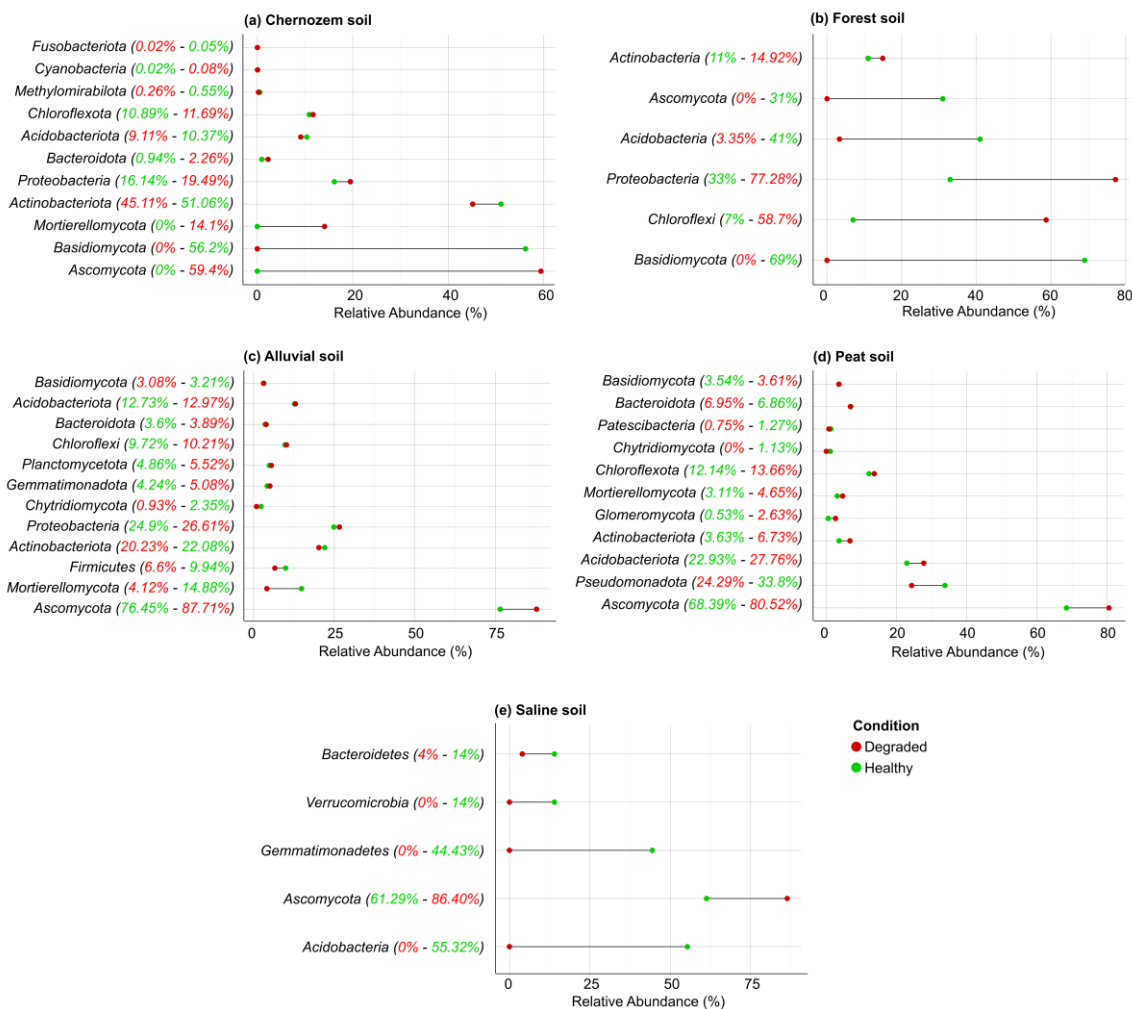 (a) Chernozem soil
Fusobacteriota (0.02% - 0.05%)
Cyanobacteria (0.02% - 0.08%)
Methylomirabilota (0.26% - 0.55%)
Chloroflexota (10.89% - 11.69%)
Acidobacteriota (9.11% - 10.37%)
Bacteroidota (0.94% - 2.26%)
Proteobacteria (16.14% - 19.49%)
Actinobacteriota (45.11% - 51.06%)
Mortierellomycota (0% - 14.1%)
Basidiomycota (0% - 56.2%)
Ascomycota (0% - 59.4%)
0 20 40 60
Relative Abundance (%)
(b) Forest soil
Actinobacteria (11% - 14.92%)
Ascomycota (0% - 31%)
Acidobacteria (3.35% - 41%)
Proteobacteria (33% - 77.28%)
Chloroflexi (7% - 58.7%)
Basidiomycota (0% - 69%)
0 20 40 60 80
Relative Abundance (%)
(c) Alluvial soil
Basidiomycota (3.08% - 3.21%)
Acidobacteriota (12.73% - 12.97%)
Bacteroidota (3.6% - 3.89%)
Chloroflexi (9.72% - 10.21%)
Planctomycetota (4.86% - 5.52%)
Gemmatimonadota (4.24% - 5.08%)
Chytridiomycota (0.93% - 2.35%)
Proteobacteria (24.9% - 26.61%)
Actinobacteriota (20.23% - 22.08%)
Firmicutes (6.6% - 9.94%)
Mortierellomycota (4.12% - 14.88%)
Ascomycota (76.45% - 87.71%)
0 25 50 75
Relative Abundance (%)
(d) Peat soil
Basidiomycota (3.54% - 3.61%)
Bacteroidota (6.95% - 6.86%)
Patescibacteria (0.75% - 1.27%)
Chytridiomycota (0% - 1.13%)
Chloroflexota (12.14% - 13.66%)
Mortierellomycota (3.11% - 4.65%)
Glomeromycota (0.53% - 2.63%)
Actinobacteriota (3.63% - 6.73%)
Acidobacteriota (22.93% - 27.76%)
Pseudomonadota (24.29% - 33.8%)
Ascomycota (68.39% - 80.52%)
0 20 40 60 80
Relative Abundance (%)
(e) Saline soil
Bacteroidetes (4% - 14%)
Verrucomicrobia (0% - 14%)
Gemmatimonadetes (0% - 44.43%)
Ascomycota (61.29% - 86.40%)
Acidobacteria (0% - 55.32%)
0 25 50 75
Relative Abundance (%)
Condition
Degraded
Healthy